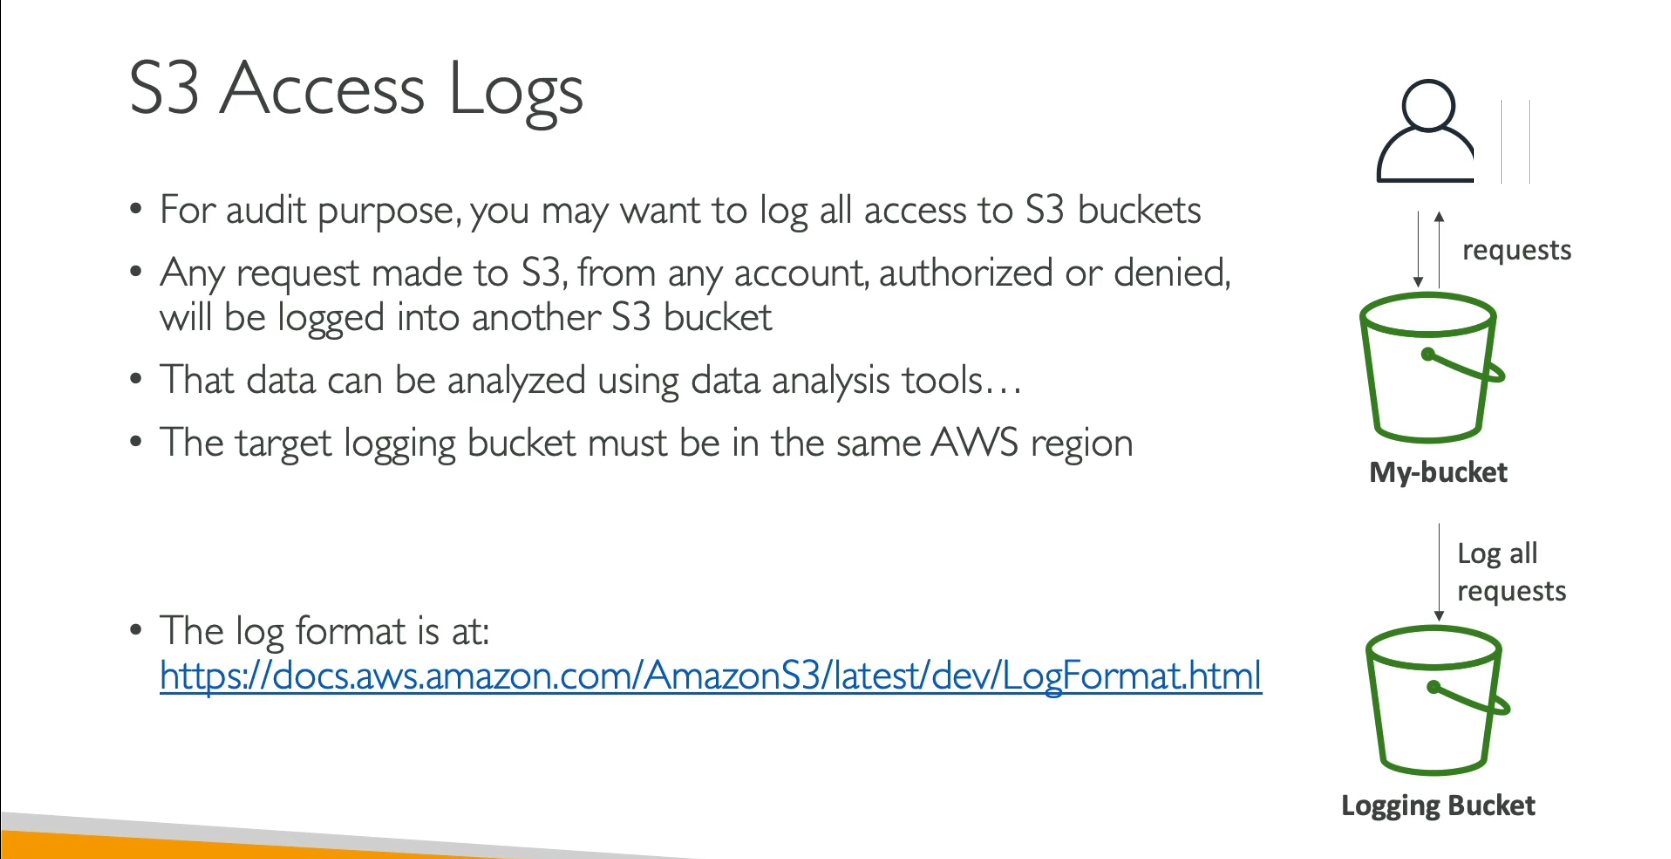 S3 Access Logs
• For audit purpose, you may want to log all access to S3 buckets
• Any request made to S3, from any account, authorized or denied,
will be logged into another S3 bucket
• That data can be analyzed using data analysis tools…
• The target logging bucket must be in the same AWS region
• The log format is at:
https://docs.aws.amazon.com/AmazonS3/latest/dev/LogFormat.html
requests
My-bucket
Log all
requests
Logging Bucket